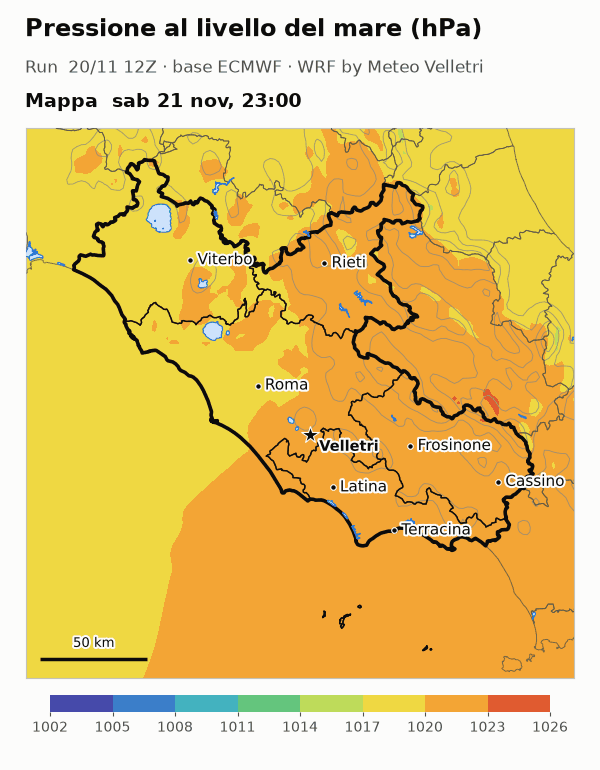 Pressione al livello del mare (hPa)
Run  20/11 12Z · base ECMWF · WRF by Meteo Velletri
Mappa  sab 21 nov, 23:00
Viterbo
Rieti
Roma
Velletri
Frosinone
Cassino
Latina
Terracina
50 km
1002 1005 1008 1011 1014 1017 1020 1023 1026